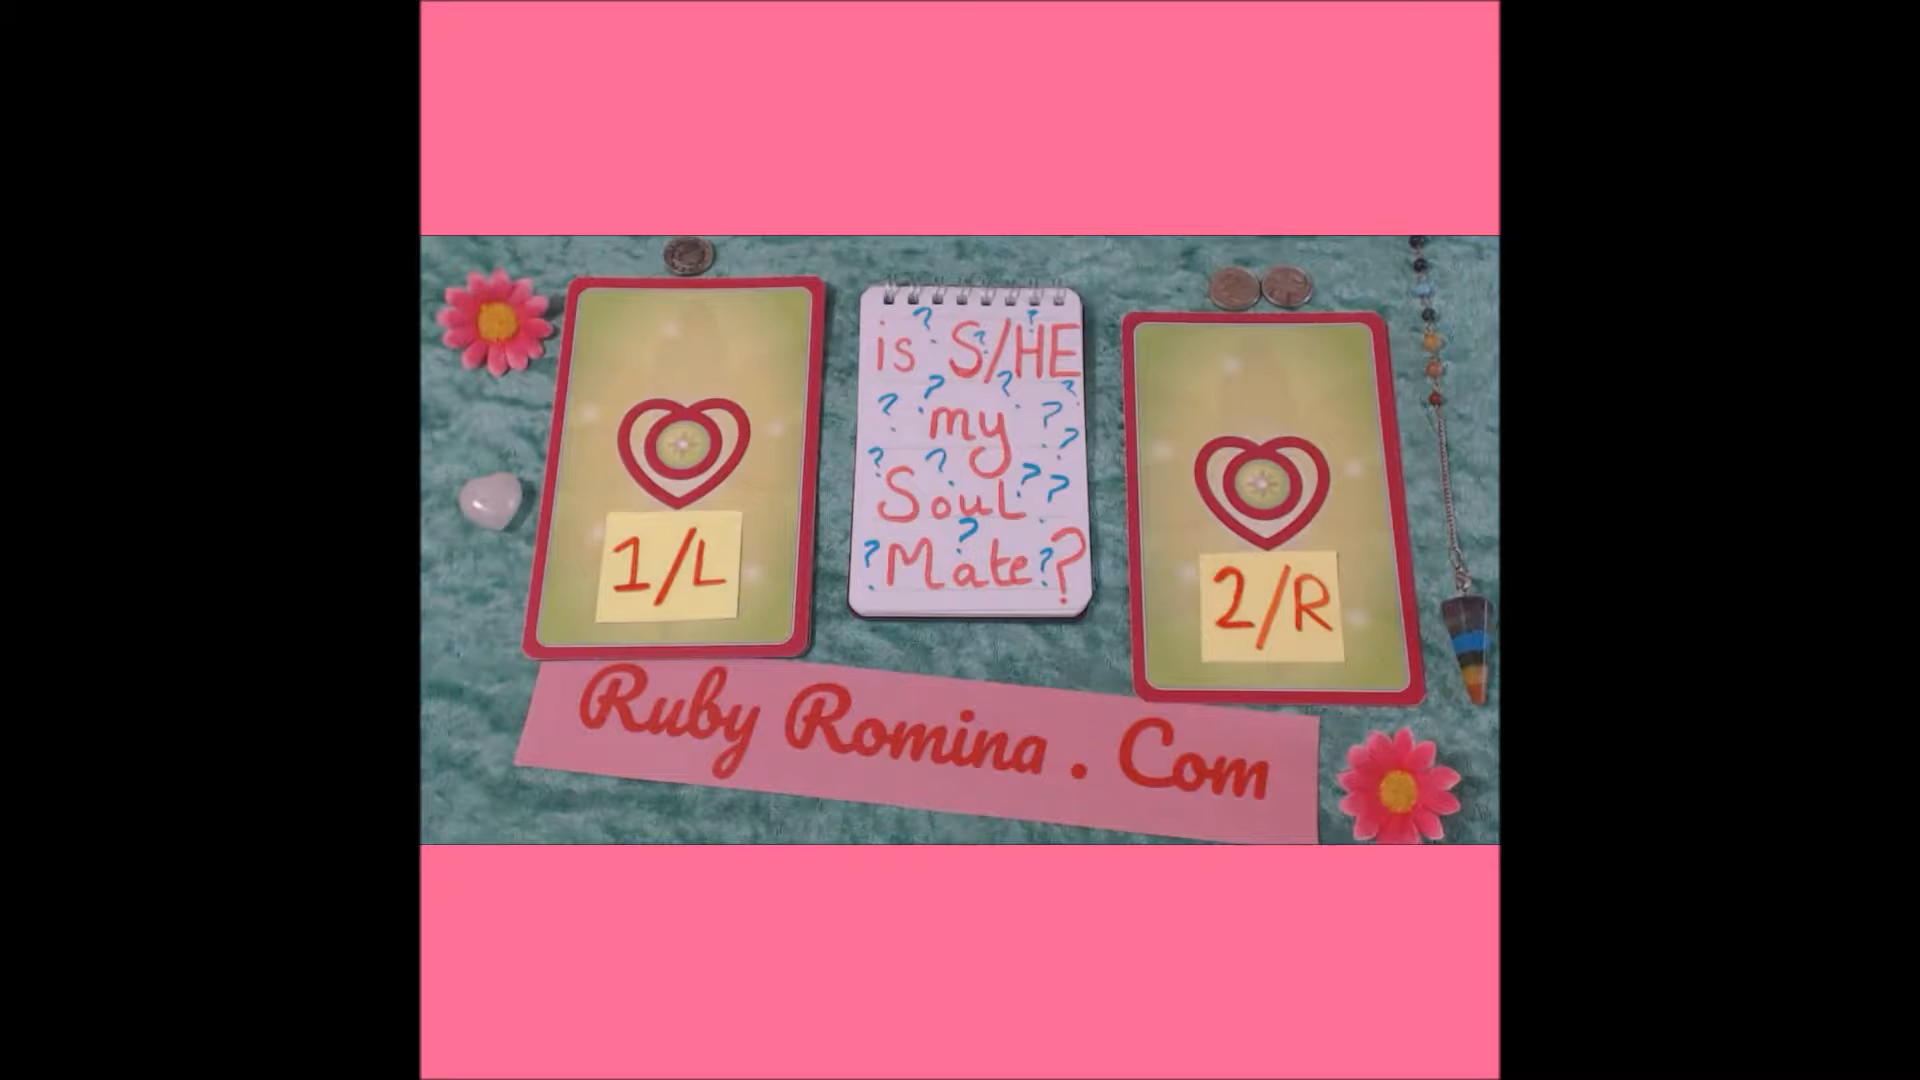 is S/HE
my
Soul
Mate?
1/L
2/R
Ruby Romina . Com